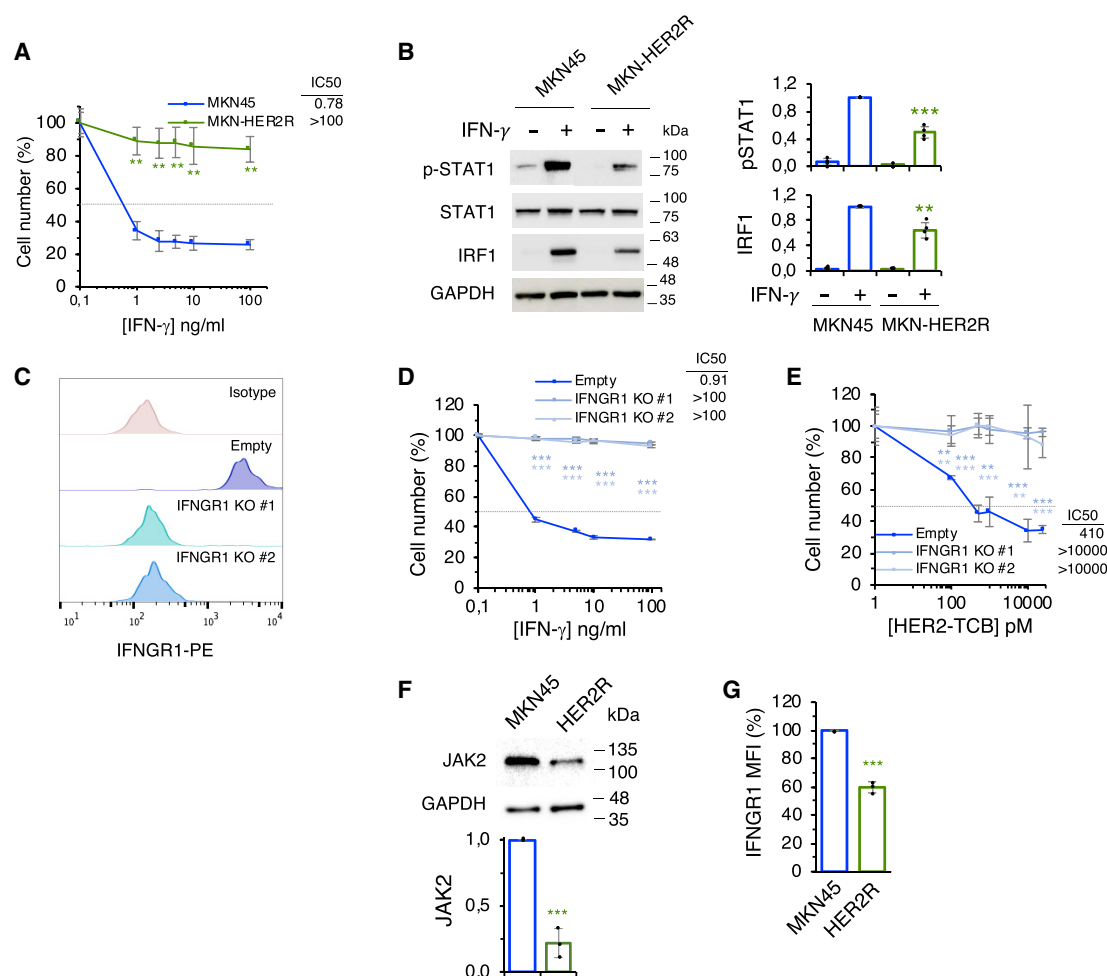 A
IC50
MKN45 0.78
MKN-HER2R >100
100
80
60
40
20
0
Cell number (%)
** ** ** ** **
0,1 1 10 100
[IFN-γ] ng/ml
B
MKN45 MKN-HER2R
IFN-γ - + - + kDa
p-STAT1 100
75
STAT1 100
75
IRF1 63
48
GAPDH 48
35
1,2
0,8
0,4
0,0
pSTAT1
***
1,2
0,8
0,4
0,0
IRF1
**
IFN-γ - + - +
MKN45 MKN-HER2R
C
Isotype
Empty
IFNGR1 KO #1
IFNGR1 KO #2
10¹ 10² 10³ 10⁴
IFNGR1-PE
D
IC50
Empty 0.91
IFNGR1 KO #1 >100
IFNGR1 KO #2 >100
120
100
80
60
40
20
0
Cell number (%)
*** *** *** ***
*** *** *** ***
0,1 1 10 100
[IFN-γ] ng/ml
E
120
100
80
60
40
20
0
Cell number (%)
** *** ** *** ***
** *** *** ** ***
IC50
Empty 410
IFNGR1 KO #1 >10000
IFNGR1 KO #2 >10000
1 100 10000
[HER2-TCB] pM
F
MKN45 HER2R
kDa
JAK2 135
100
GAPDH 48
35
1,0
0,5
0,0
JAK2
***
G
120
100
80
60
40
20
0
IFNGR1 MFI (%)
***
MKN45 HER2R